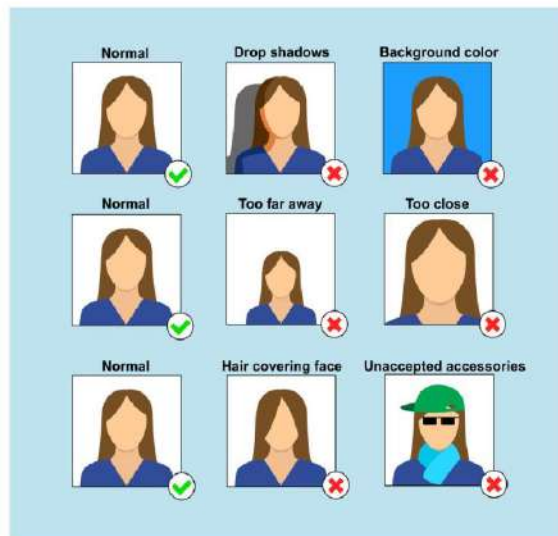 Normal
Drop shadows
Background color
Normal
Too far away
Too close
Normal
Hair covering face
Unaccepted accessories